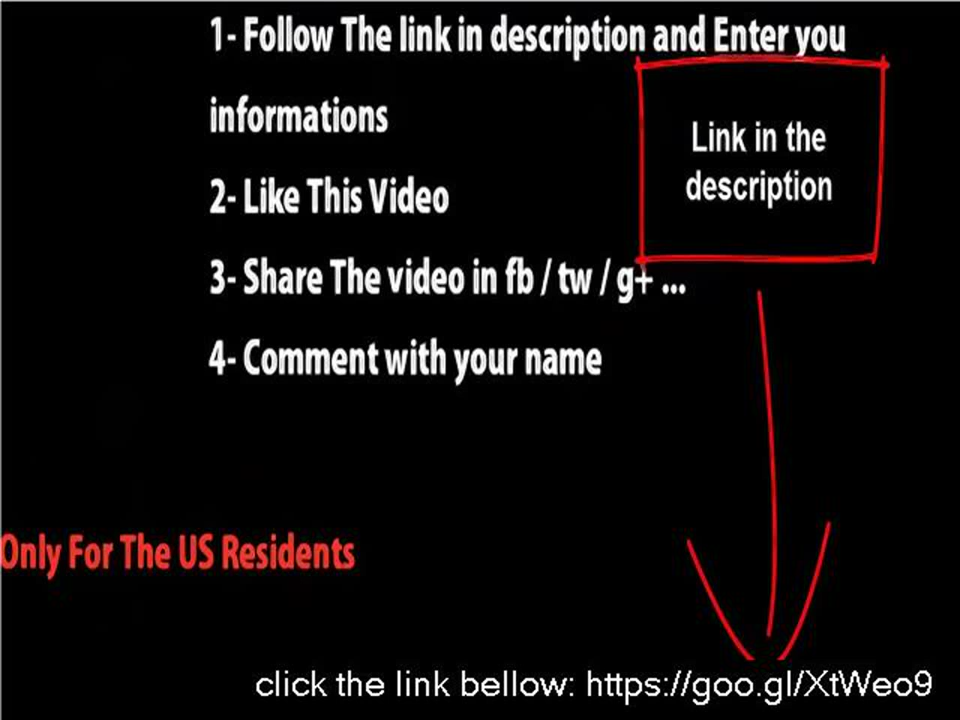 1- Follow The link in description and Enter you
informations
Link in the
description
2- Like This Video
3- Share The video in fb / tw / g+ ...
4- Comment with your name
Only For The US Residents
click the link bellow: https://goo.gl/XtWeo9